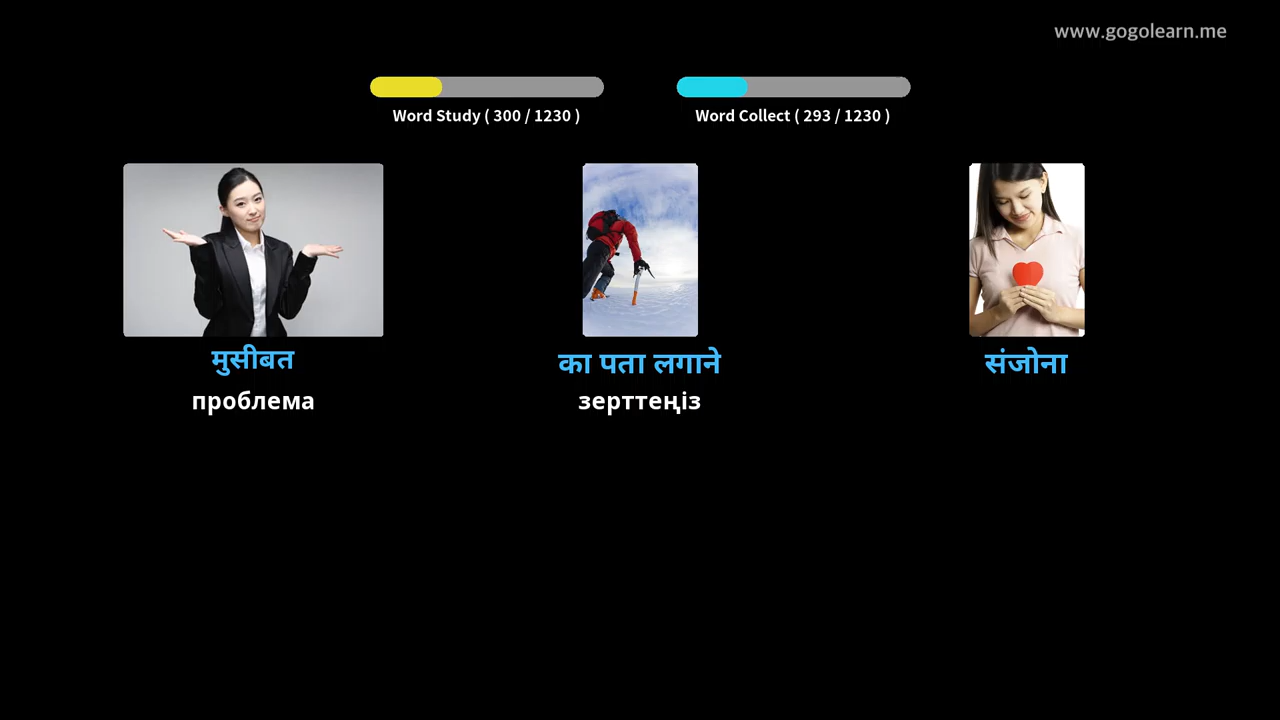 www.gogolearn.me
Word Study ( 300 / 1230 )
Word Collect ( 293 / 1230 )
मुसीबत
का पता लगाने
संजोना
проблема
зерттеңіз